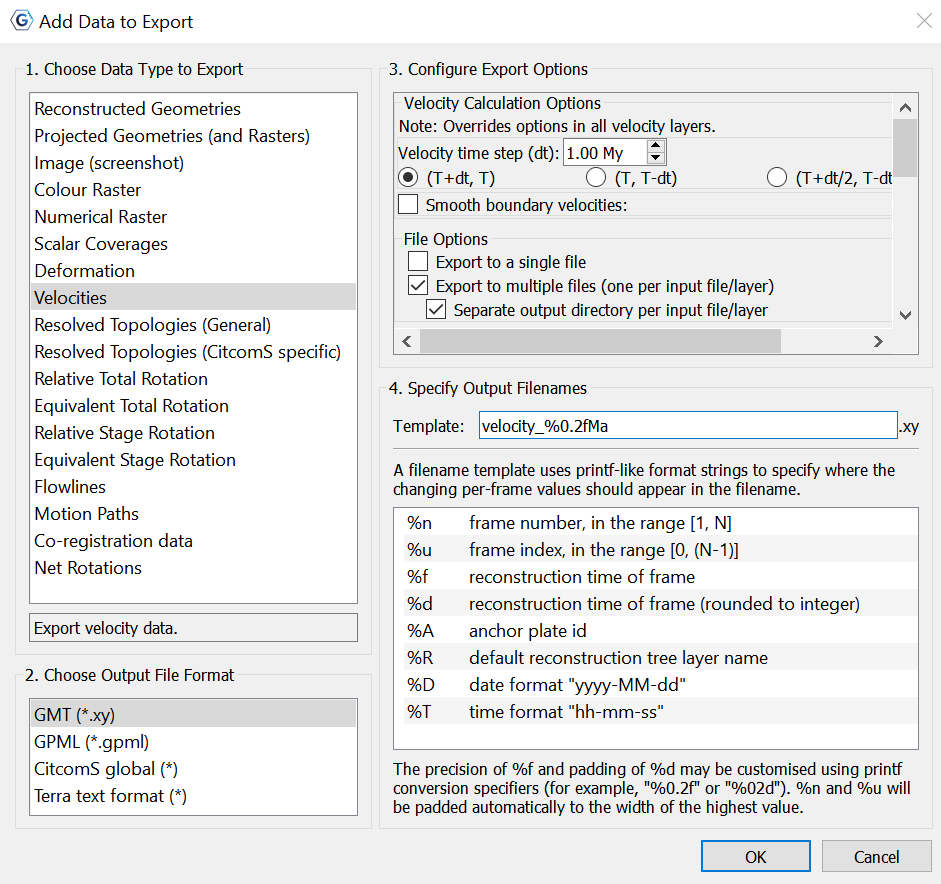 Add Data to Export
1. Choose Data Type to Export
Reconstructed Geometries
Projected Geometries (and Rasters)
Image (screenshot)
Colour Raster
Numerical Raster
Scalar Coverages
Deformation
Velocities
Resolved Topologies (General)
Resolved Topologies (CitcomS specific)
Relative Total Rotation
Equivalent Total Rotation
Relative Stage Rotation
Equivalent Stage Rotation
Flowlines
Motion Paths
Co-registration data
Net Rotations
Export velocity data.
2. Choose Output File Format
GMT (*.xy)
GPML (*.gpml)
CitcomS global (*)
Terra text format (*)
3. Configure Export Options
Velocity Calculation Options
Note: Overrides options in all velocity layers.
Velocity time step (dt): 1.00 My
(T+dt, T) (T, T-dt) (T+dt/2, T-dt
Smooth boundary velocities:
File Options
Export to a single file
Export to multiple files (one per input file/layer)
Separate output directory per input file/layer
4. Specify Output Filenames
Template: velocity_%0.2fMa .xy
A filename template uses printf-like format strings to specify where the
changing per-frame values should appear in the filename.
%n frame number, in the range [1, N]
%u frame index, in the range [0, (N-1)]
%f reconstruction time of frame
%d reconstruction time of frame (rounded to integer)
%A anchor plate id
%R default reconstruction tree layer name
%D date format "yyyy-MM-dd"
%T time format "hh-mm-ss"
The precision of %f and padding of %d may be customised using printf
conversion specifiers (for example, "%0.2f" or "%02d"). %n and %u will
be padded automatically to the width of the highest value.
OK Cancel